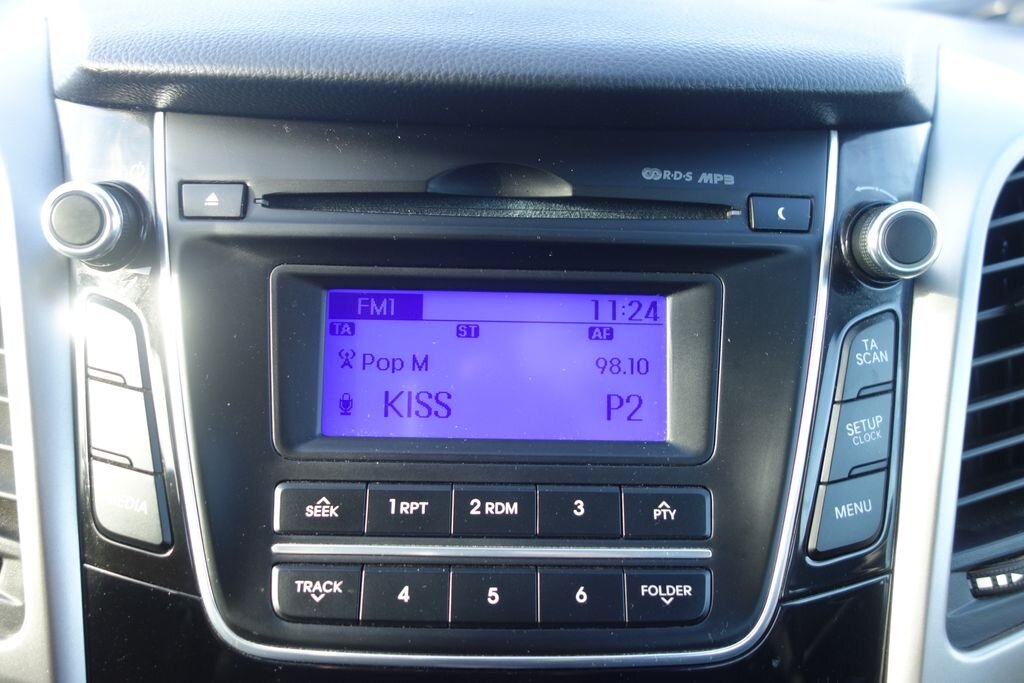 R·D·S MP3
FM1 11:24
TA ST AF
Pop M 98.10
KISS P2
TA
SCAN
SETUP
CLOCK
MENU
MEDIA
SEEK 1 RPT 2 RDM 3 PTY
TRACK 4 5 6 FOLDER